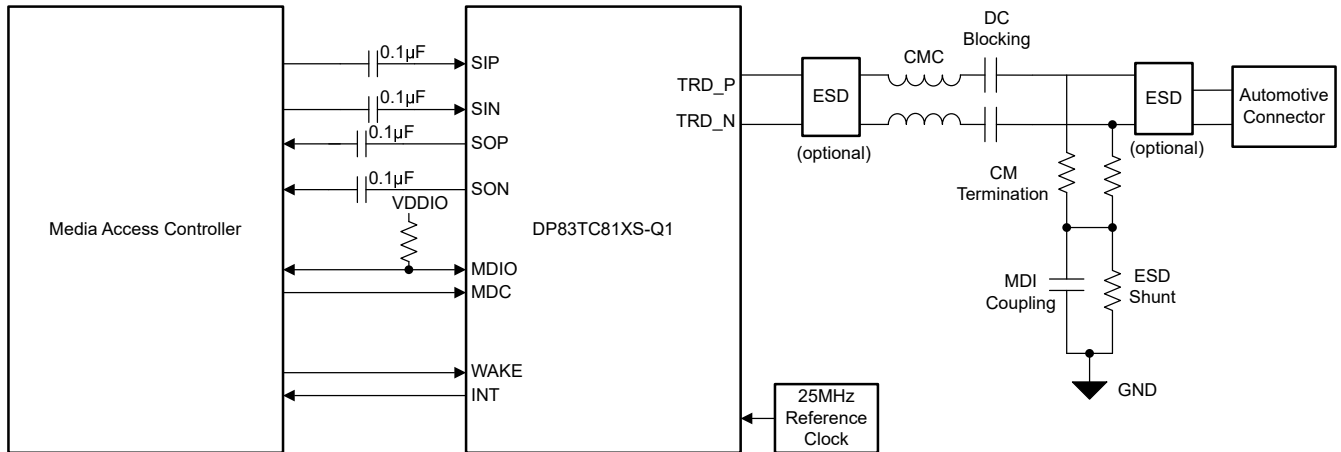 Media Access Controller
0.1µF
0.1µF
0.1µF
0.1µF
VDDIO
SIP
SIN
SOP
SON
MDIO
MDC
WAKE
INT
DP83TC81XS-Q1
TRD_P
TRD_N
25MHz
Reference
Clock
ESD
(optional)
CMC
DC
Blocking
CM
Termination
MDI
Coupling
ESD
Shunt
GND
ESD
(optional)
Automotive
Connector